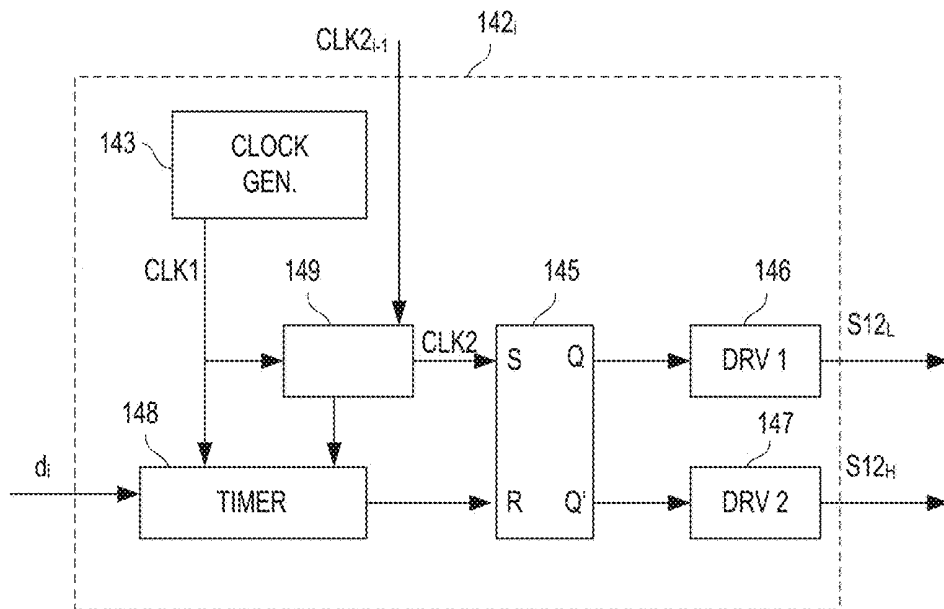 CLK2i-1
142i
143
CLOCK
GEN.
CLK1
149
145
146
CLK2
S
Q
DRV 1
S12L
148
147
di
TIMER
R
Q'
DRV 2
S12H